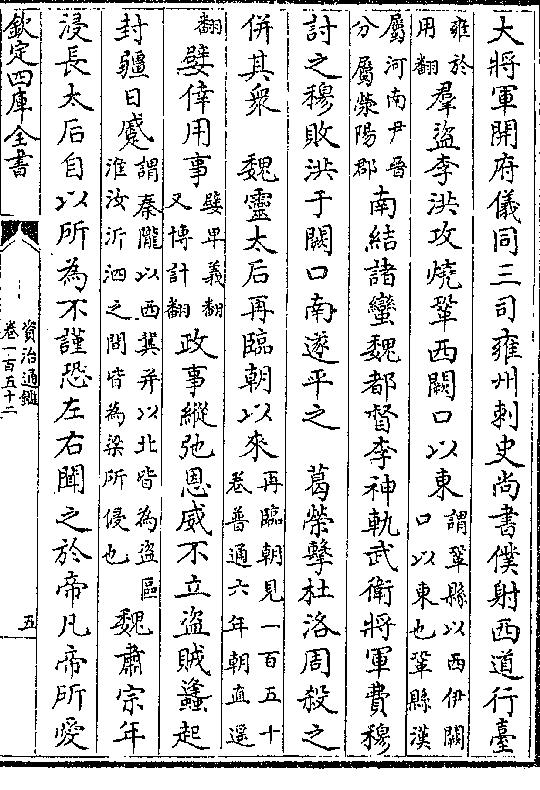 大將軍開府儀同三司雍州刺史尚書僕射西道行臺
雍於
用翻
羣盜李洪攻燒鞏西闕口以東
謂鞏縣以西伊闕
口以東也鞏縣漢
屬河南尹晉
分屬滎陽郡
南結諸蠻魏都督李神軌武衛將軍費穆
討之穆敗洪于闕口南遂平之　葛榮擊杜洛周殺之
併其衆　魏靈太后再臨朝以來
再臨朝見一百五十
卷普通六年朝直遥
翻
嬖倖用事
嬖卑義翻
又博計翻
政事縱弛恩威不立盜賊蠭起
封疆日蹙
謂秦隴以西冀并以北皆為盜區
淮汝沂泗之間皆為梁所侵也
魏肅宗年
浸長太后自以所為不謹恐左右聞之於帝凡帝所愛
欽定四庫全書
資治通鑑
卷一百五十二
五